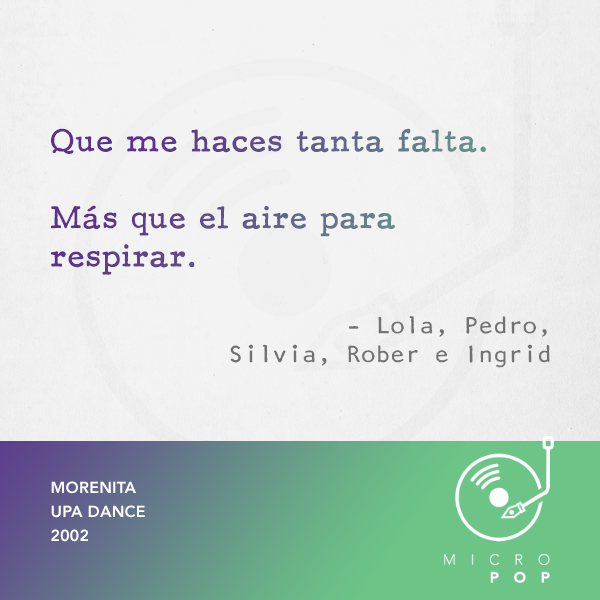 Que me haces tanta falta.
Más que el aire para
respirar.
- Lola, Pedro,
Silvia, Rober e Ingrid
MORENITA
UPA DANCE
2002
MICRO
POP